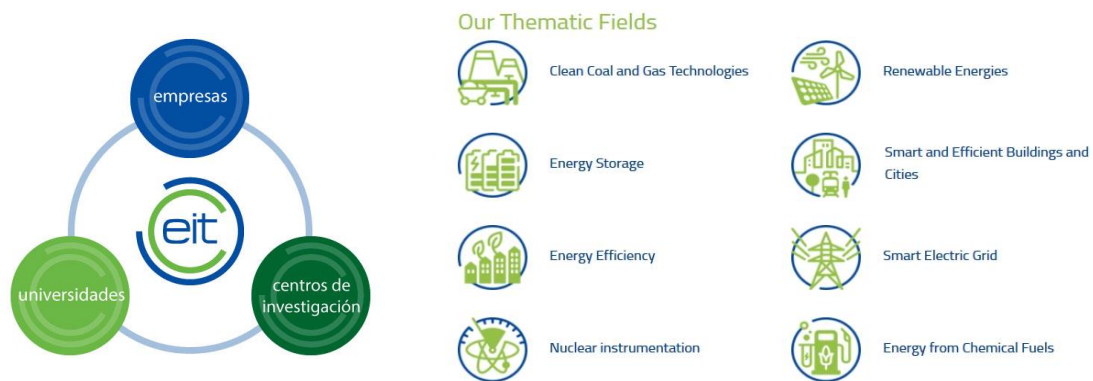 empresas
eit
universidades
centros de
investigación
Our Thematic Fields
Clean Coal and Gas Technologies
Renewable Energies
Energy Storage
Smart and Efficient Buildings and
Cities
Energy Efficiency
Smart Electric Grid
Nuclear instrumentation
Energy from Chemical Fuels